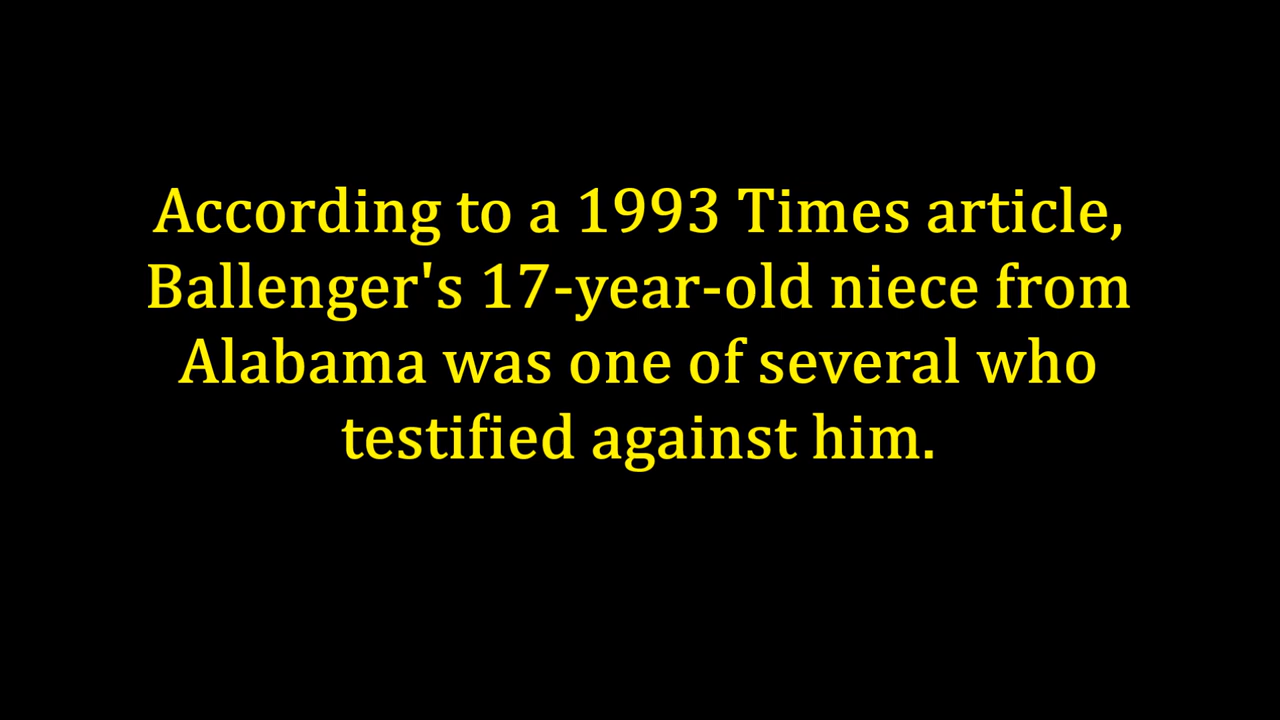 According to a 1993 Times article,
Ballenger's 17-year-old niece from
Alabama was one of several who
testified against him.